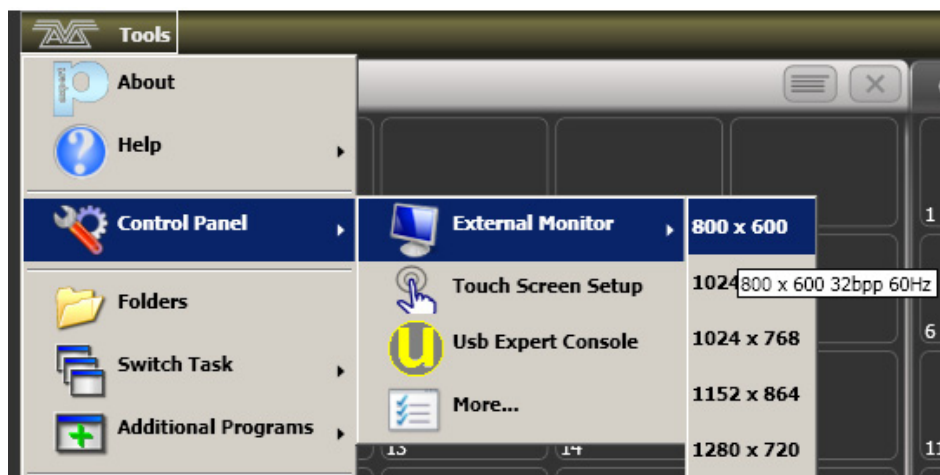 Tools
About
Help
Control Panel
Folders
Switch Task
Additional Programs
External Monitor
Touch Screen Setup
Usb Expert Console
More...
800 x 600
1024
800 x 600 32bpp 60Hz
1024 x 768
1152 x 864
1280 x 720
1
6
13
14